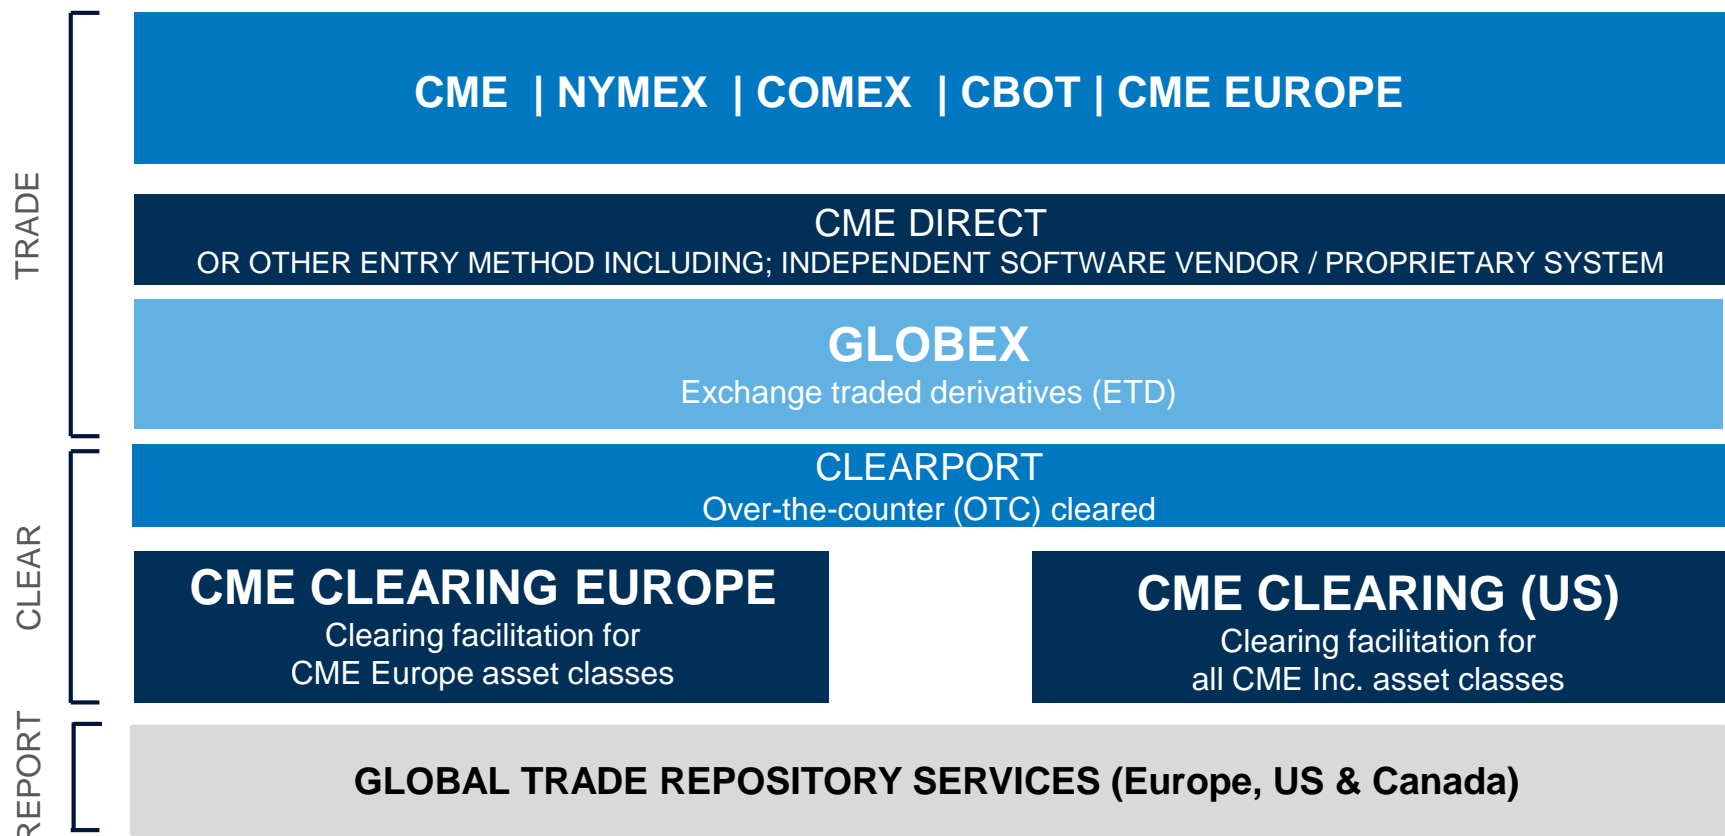 TRADE
CME | NYMEX | COMEX | CBOT | CME EUROPE
CME DIRECT
OR OTHER ENTRY METHOD INCLUDING; INDEPENDENT SOFTWARE VENDOR / PROPRIETARY SYSTEM
GLOBEX
Exchange traded derivatives (ETD)
CLEAR
CLEARPORT
Over-the-counter (OTC) cleared
CME CLEARING EUROPE
Clearing facilitation for
CME Europe asset classes
CME CLEARING (US)
Clearing facilitation for
all CME Inc. asset classes
REPORT
GLOBAL TRADE REPOSITORY SERVICES (Europe, US & Canada)